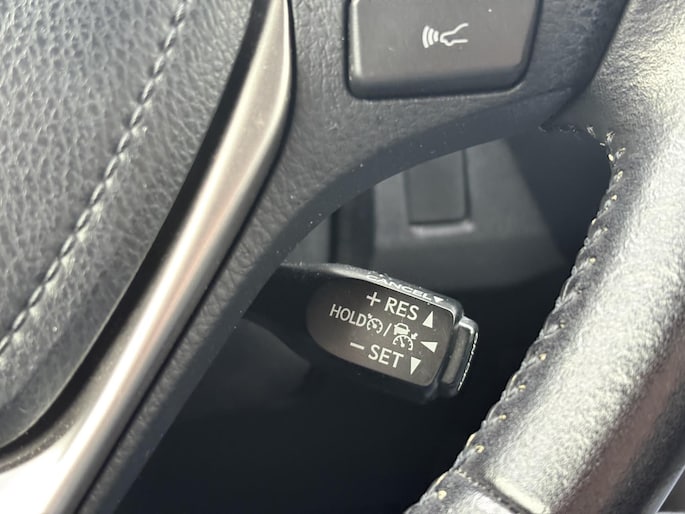 CANCEL
+ RES
HOLD /
− SET